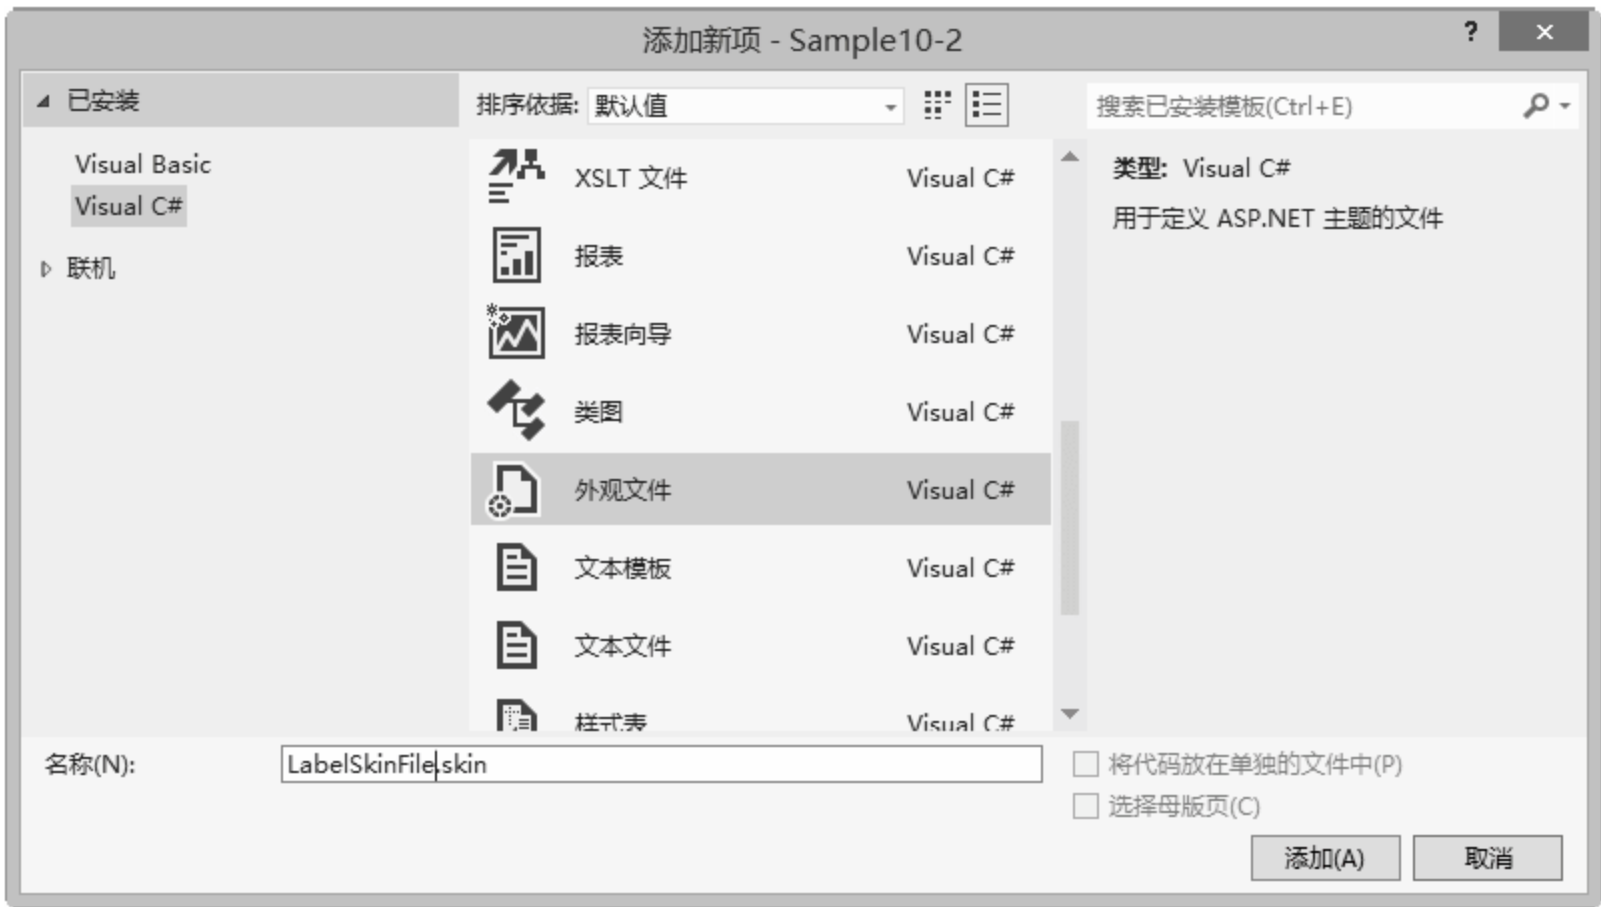 添加新项 - Sample10-2
?
已安装
Visual Basic
Visual C#
联机
排序依据: 默认值
XSLT 文件 Visual C#
报表 Visual C#
报表向导 Visual C#
类图 Visual C#
外观文件 Visual C#
文本模板 Visual C#
文本文件 Visual C#
样式表 Visual C#
搜索已安装模板(Ctrl+E)
类型: Visual C#
用于定义 ASP.NET 主题的文件
名称(N): LabelSkinFile.skin
将代码放在单独的文件中(P)
选择母版页(C)
添加(A) 取消